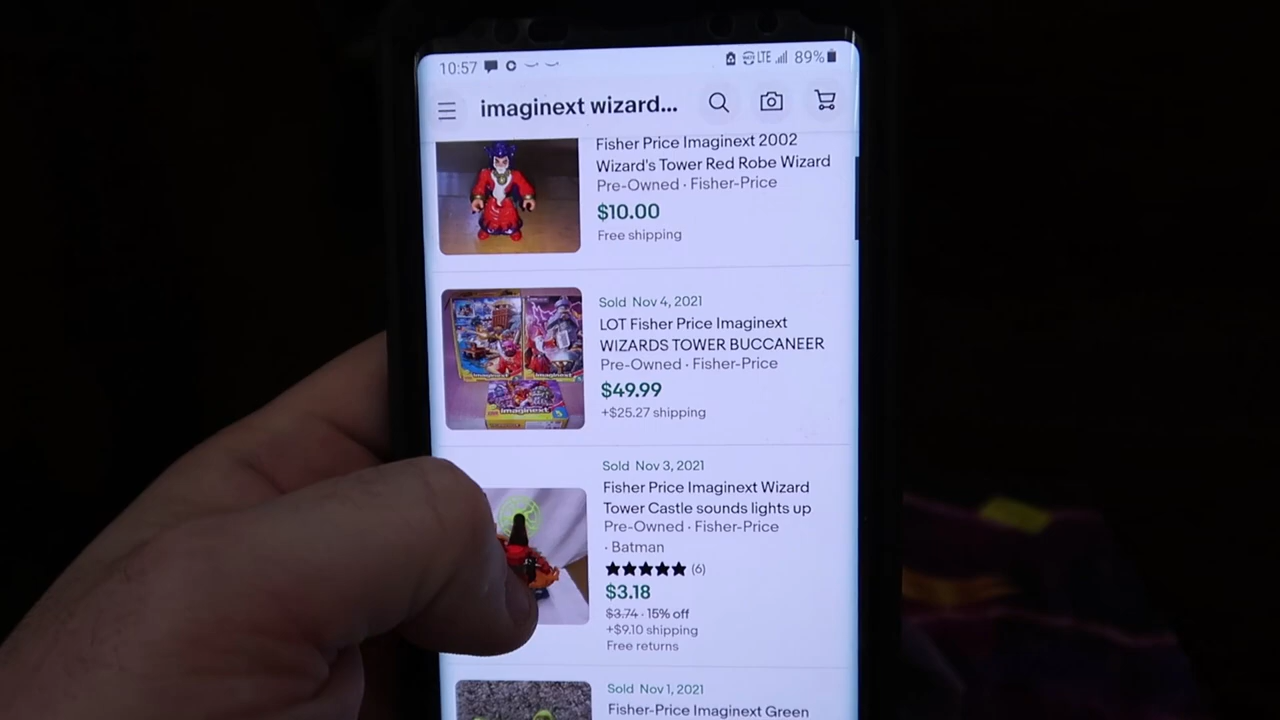 10:57
LTE
89%
imaginext wizard...
Fisher Price Imaginext 2002
Wizard's Tower Red Robe Wizard
Pre-Owned · Fisher-Price
$10.00
Free shipping
Sold Nov 4, 2021
LOT Fisher Price Imaginext
WIZARDS TOWER BUCCANEER
Pre-Owned · Fisher-Price
$49.99
+$25.27 shipping
imaginext
imaginext
imaginext
Sold Nov 3, 2021
Fisher Price Imaginext Wizard
Tower Castle sounds lights up
Pre-Owned · Fisher-Price
· Batman
(6)
$3.18
$3.74 · 15% off
+$9.10 shipping
Free returns
Sold Nov 1, 2021
Fisher-Price Imaginext Green